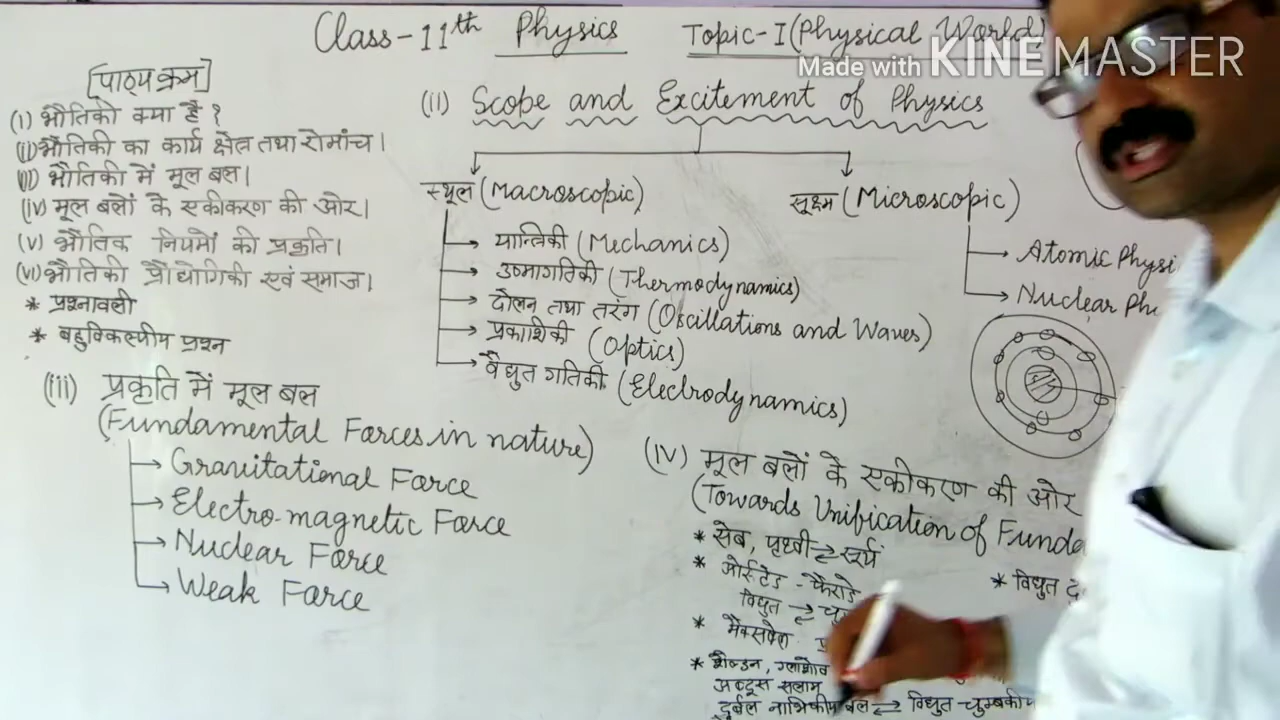 Class-11th Physics Topic-I (Physical World)
Made with KINEMASTER
[पाठ्यक्रम]
(I) भौतिकी क्या है?
(II) भौतिकी का कार्य क्षेत्र तथा रोमांच।
(III) भौतिकी में मूल बल।
(IV) मूल बलों के एकीकरण की ओर।
(V) भौतिक नियमों की प्रकृति।
(VI) भौतिकी प्रौद्योगिकी एवं समाज।
* प्रश्नावली
* बहुविकल्पीय प्रश्न
(ii) Scope and Excitement of Physics
स्थूल (Macroscopic)
यान्त्रिकी (Mechanics)
उष्मागतिकी (Thermodynamics)
दोलन तथा तरंग (Oscillations and Waves)
प्रकाशिकी (Optics)
वैद्युत गतिकी (Electrodynamics)
सूक्ष्म (Microscopic)
Atomic Physi
Nuclear Ph
(iii) प्रकृति में मूल बल
(Fundamental Forces in nature)
Gravitational Force
Electro-magnetic Force
Nuclear Force
Weak Force
(IV) मूल बलों के एकीकरण की ओर
(Towards Unification of Funda
* सेब, पृथ्वी ⇄ सूर्य
* ओर्स्टेड - फैराडे
विद्युत ⇄ चु
* विद्युत
* मैक्सवेल
ग्लाशोव
अब्दुस सलाम
दुर्बल नाभिकीय बल ⇄ विद्युत चुम्बकीय